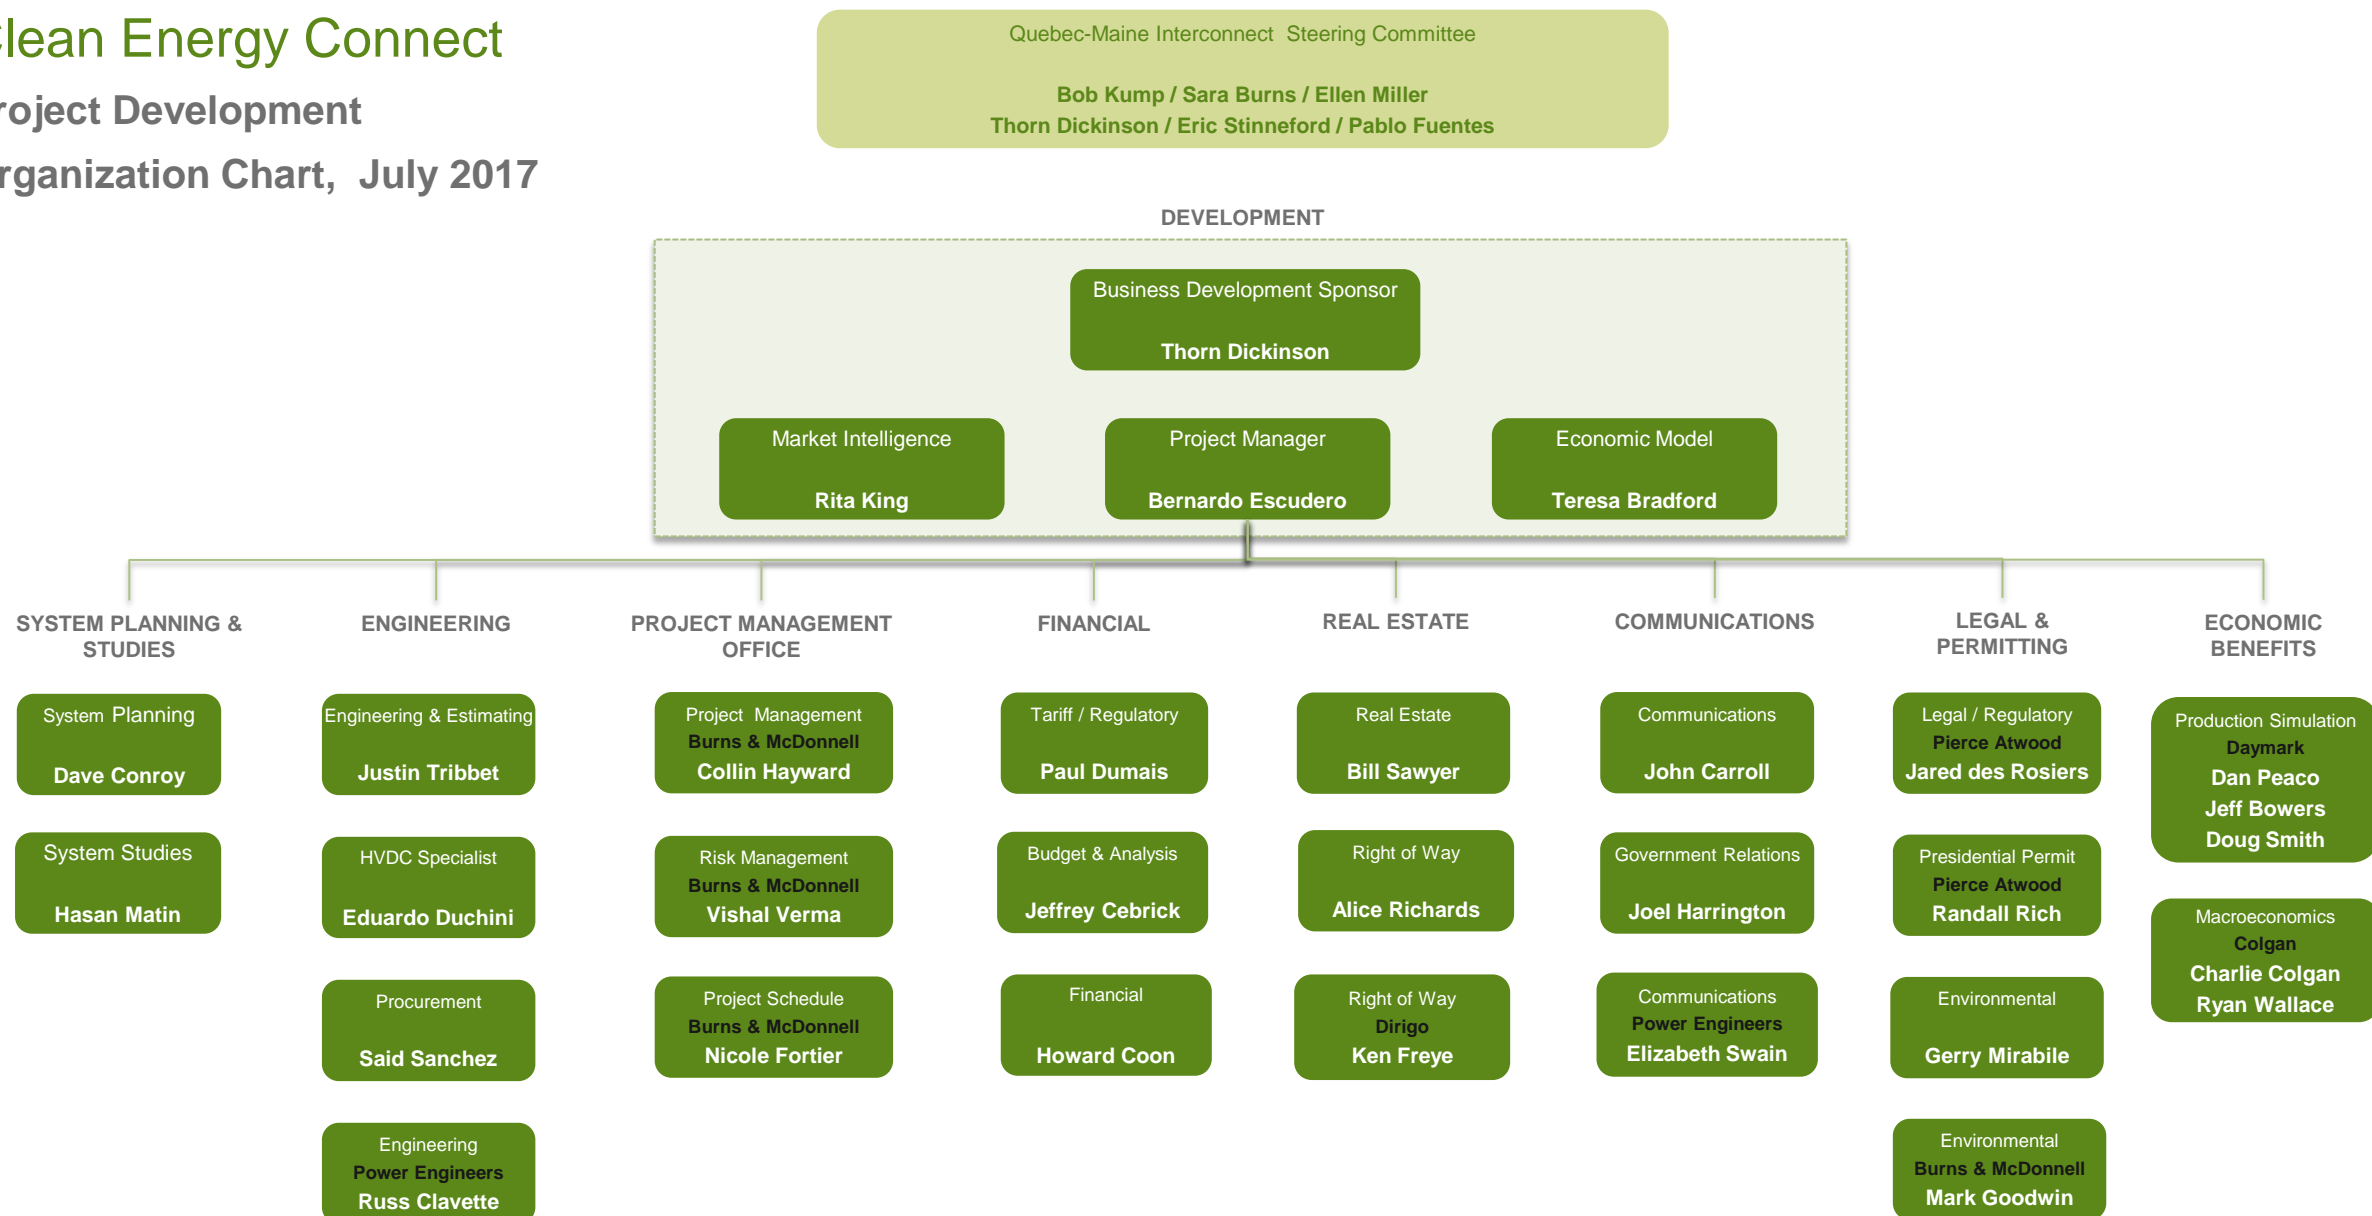 Clean Energy Connect
Project Development
Organization Chart, July 2017
Quebec-Maine Interconnect Steering Committee
Bob Kump / Sara Burns / Ellen Miller
Thorn Dickinson / Eric Stinneford / Pablo Fuentes
DEVELOPMENT
Business Development Sponsor
Thorn Dickinson
Market Intelligence
Rita King
Project Manager
Bernardo Escudero
Economic Model
Teresa Bradford
SYSTEM PLANNING &
STUDIES
System Planning
Dave Conroy
System Studies
Hasan Matin
ENGINEERING
Engineering & Estimating
Justin Tribbet
HVDC Specialist
Eduardo Duchini
Procurement
Said Sanchez
Engineering
Power Engineers
Russ Clavette
PROJECT MANAGEMENT
OFFICE
Project Management
Burns & McDonnell
Collin Hayward
Risk Management
Burns & McDonnell
Vishal Verma
Project Schedule
Burns & McDonnell
Nicole Fortier
FINANCIAL
Tariff / Regulatory
Paul Dumais
Budget & Analysis
Jeffrey Cebrick
Financial
Howard Coon
REAL ESTATE
Real Estate
Bill Sawyer
Right of Way
Alice Richards
Right of Way
Dirigo
Ken Freye
COMMUNICATIONS
Communications
John Carroll
Government Relations
Joel Harrington
Communications
Power Engineers
Elizabeth Swain
LEGAL &
PERMITTING
Legal / Regulatory
Pierce Atwood
Jared des Rosiers
Presidential Permit
Pierce Atwood
Randall Rich
Environmental
Gerry Mirabile
Environmental
Burns & McDonnell
Mark Goodwin
ECONOMIC
BENEFITS
Production Simulation
Daymark
Dan Peaco
Jeff Bowers
Doug Smith
Macroeconomics
Colgan
Charlie Colgan
Ryan Wallace